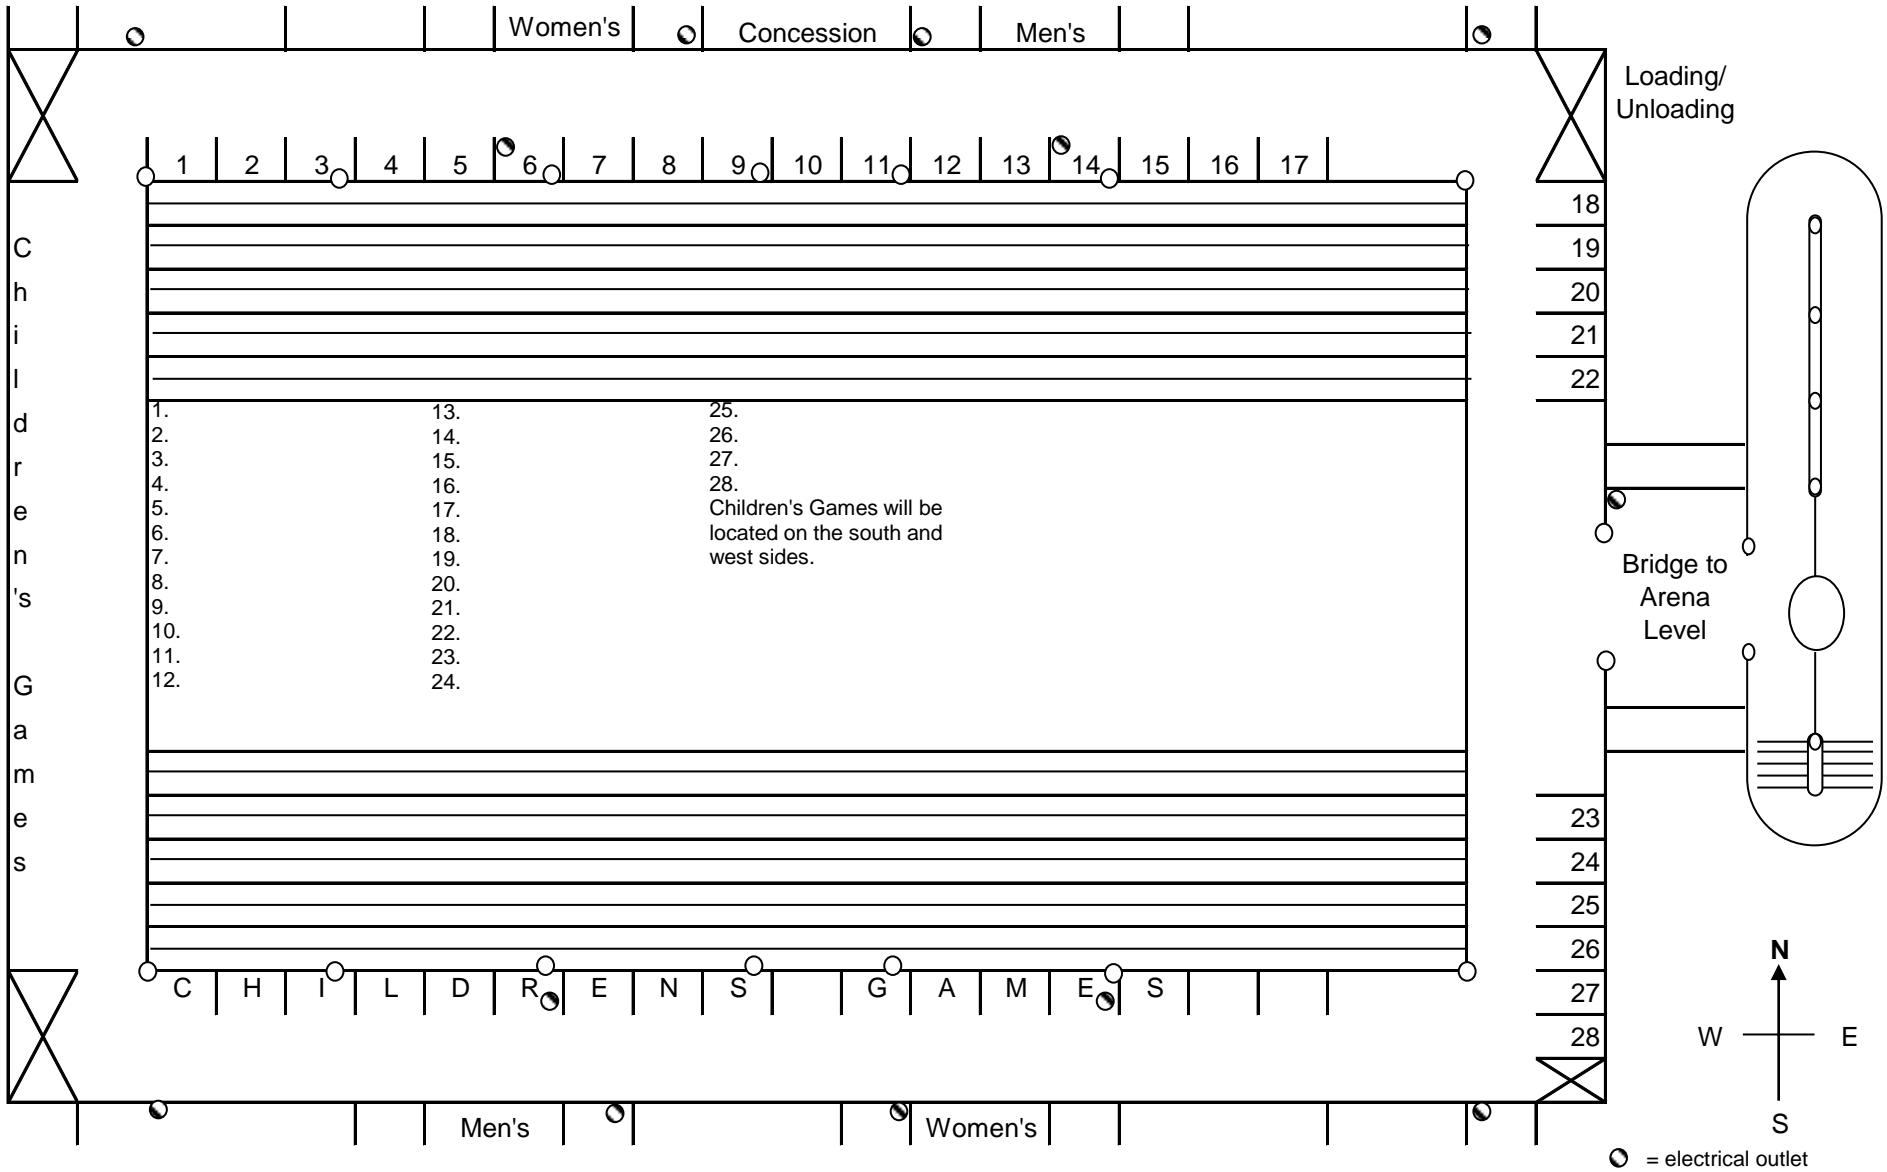 Women's
Concession
Men's
Loading/
Unloading
1 2 3 4 5 6 7 8 9 10 11 12 13 14 15 16 17
18
19
20
21
22
C
h
i
l
d
r
e
n
's
G
a
m
e
s
1.
2.
3.
4.
5.
6.
7.
8.
9.
10.
11.
12.
13.
14.
15.
16.
17.
18.
19.
20.
21.
22.
23.
24.
25.
26.
27.
28.
Children's Games will be
located on the south and
west sides.
Bridge to
Arena
Level
23
24
25
26
27
28
C H I L D R E N S G A M E S
Men's
Women's
N
W E
S
= electrical outlet